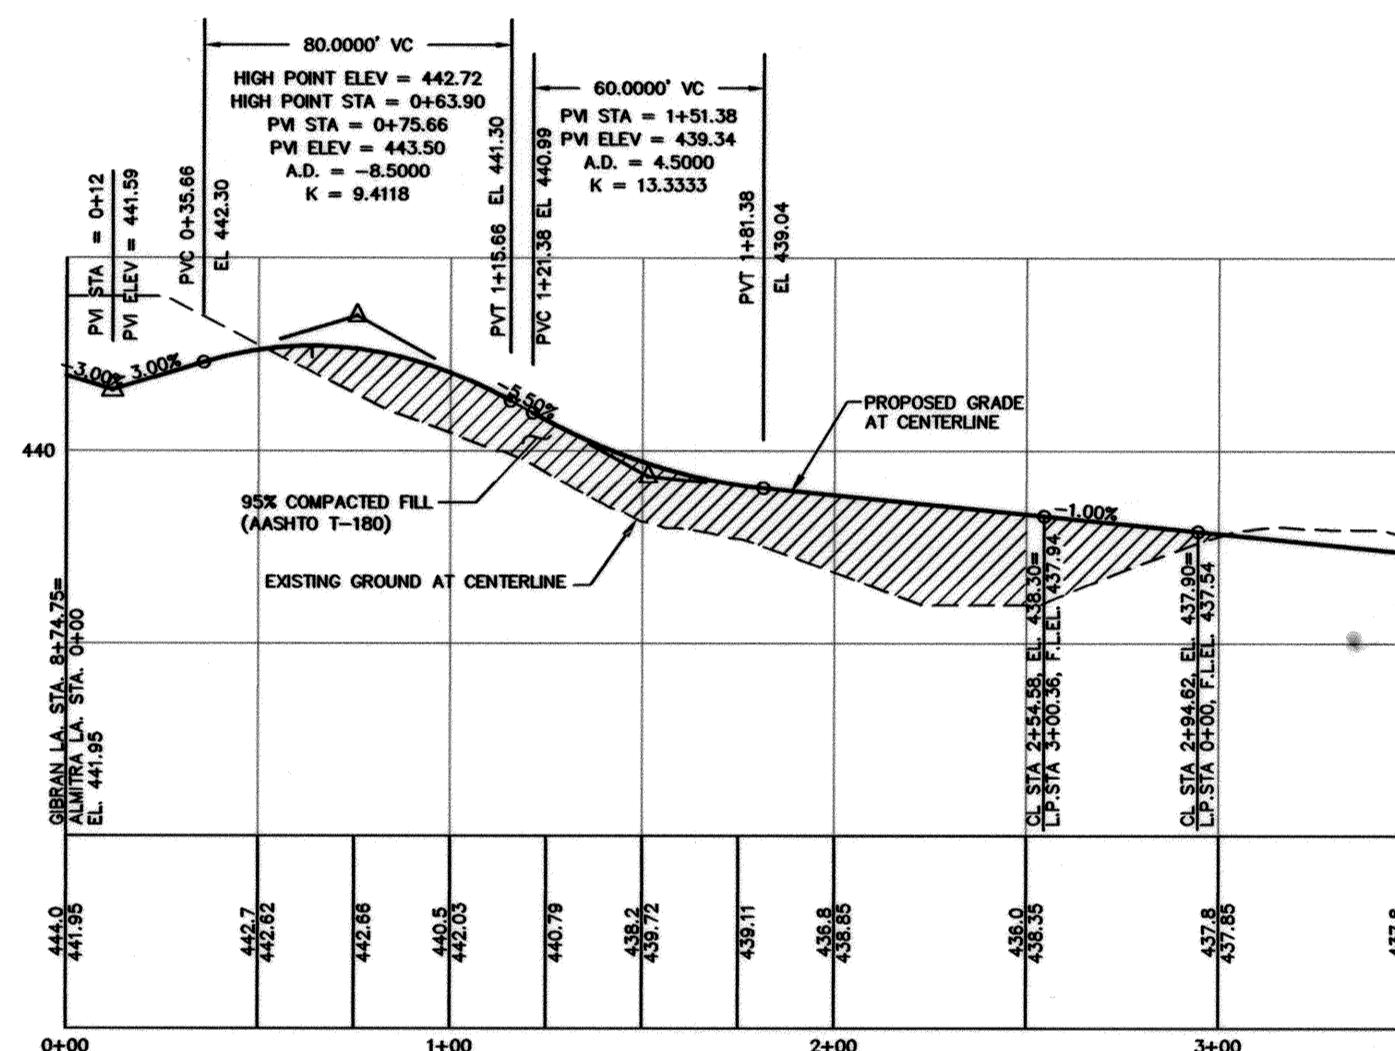 80.0000' VC
HIGH POINT ELEV = 442.72
HIGH POINT STA = 0+63.90
PVI STA = 0+75.66
PVI ELEV = 443.50
A.D. = -8.5000
K = 9.4118
60.0000' VC
PVI STA = 1+51.38
PVI ELEV = 439.34
A.D. = 4.5000
K = 13.3333
PVI STA = 0+12
PVI ELEV = 441.59
PVC 0+35.66
EL 442.30
PVT 1+15.66 EL 441.30
PVC 1+21.38 EL 440.99
PVT 1+81.38
EL 439.04
-3.00%
3.00%
-5.50%
PROPOSED GRADE
AT CENTERLINE
440
95% COMPACTED FILL
(AASHTO T-180)
EXISTING GROUND AT CENTERLINE
-1.00%
GIBRAN LA. STA. 8+74.75=
ALMITRA LA. STA. 0+00
EL. 441.95
CL STA 2+54.58, EL. 438.30=
L.P.STA 3+00.36, F.L.EL. 437.94
CL STA 2+94.62, EL. 437.90=
L.P.STA 0+00, F.L.EL. 437.54
444.0
441.95
442.7
442.62
442.66
440.5
442.03
440.79
438.2
439.72
439.11
436.8
438.85
436.0
438.35
437.8
437.85
0+00
1+00
2+00
3+00